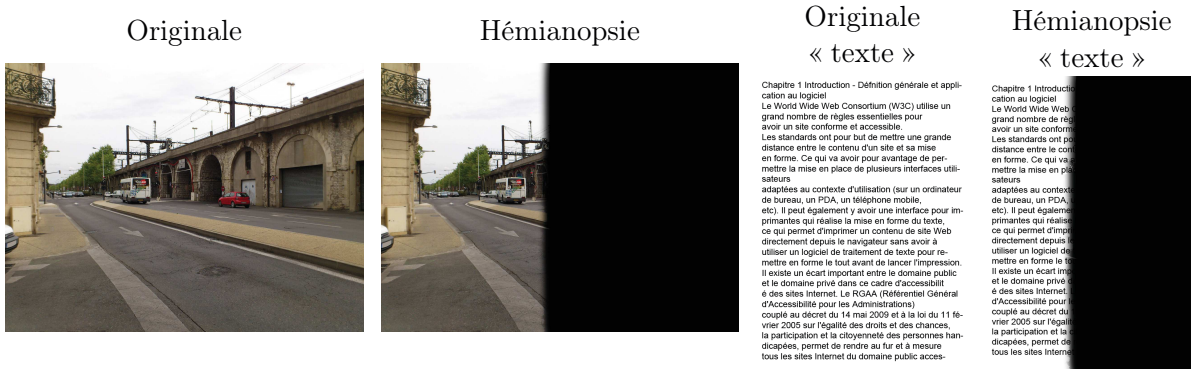 Originale
Hémianopsie
Originale
« texte »
Hémianopsie
« texte »
Chapitre 1 Introduction - Défnition générale et appli-
cation au logiciel
Le World Wide Web Consortium (W3C) utilise un
grand nombre de règles essentielles pour
avoir un site conforme et accessible.
Les standards ont pour but de mettre une grande
distance entre le contenu d'un site et sa mise
en forme. Ce qui va avoir pour avantage de per-
mettre la mise en place de plusieurs interfaces utili-
sateurs
adaptées au contexte d'utilisation (sur un ordinateur
de bureau, un PDA, un téléphone mobile,
etc). Il peut également y avoir une interface pour im-
primantes qui réalise la mise en forme du texte,
ce qui permet d'imprimer un contenu de site Web
directement depuis le navigateur sans avoir à
utiliser un logiciel de traitement de texte pour re-
mettre en forme le tout avant de lancer l'impression.
Il existe un écart important entre le domaine public
et le domaine privé dans ce cadre d'accessibilit
é des sites Internet. Le RGAA (Référentiel Général
d'Accessibilité pour les Administrations)
couplé au décret du 14 mai 2009 et à la loi du 11 fé-
vrier 2005 sur l'égalité des droits et des chances,
la participation et la citoyenneté des personnes han-
dicapées, permet de rendre au fur et à mesure
tous les sites Internet du domaine public acces-
Chapitre 1 Introductio
cation au logiciel
Le World Wide Web
grand nombre de règ
avoir un site conforme
Les standards ont po
distance entre le con
en forme. Ce qui va
mettre la mise en pla
sateurs
adaptées au contexte
de bureau, un PDA,
etc). Il peut égaleme
primantes qui réalise
ce qui permet d'impr
directement depuis l
utiliser un logiciel de
mettre en forme le to
Il existe un écart imp
et le domaine privé d
é des sites Internet.
d'Accessibilité pour l
couplé au décret du
vrier 2005 sur l'égalit
la participation et la c
dicapées, permet de
tous les sites Interne